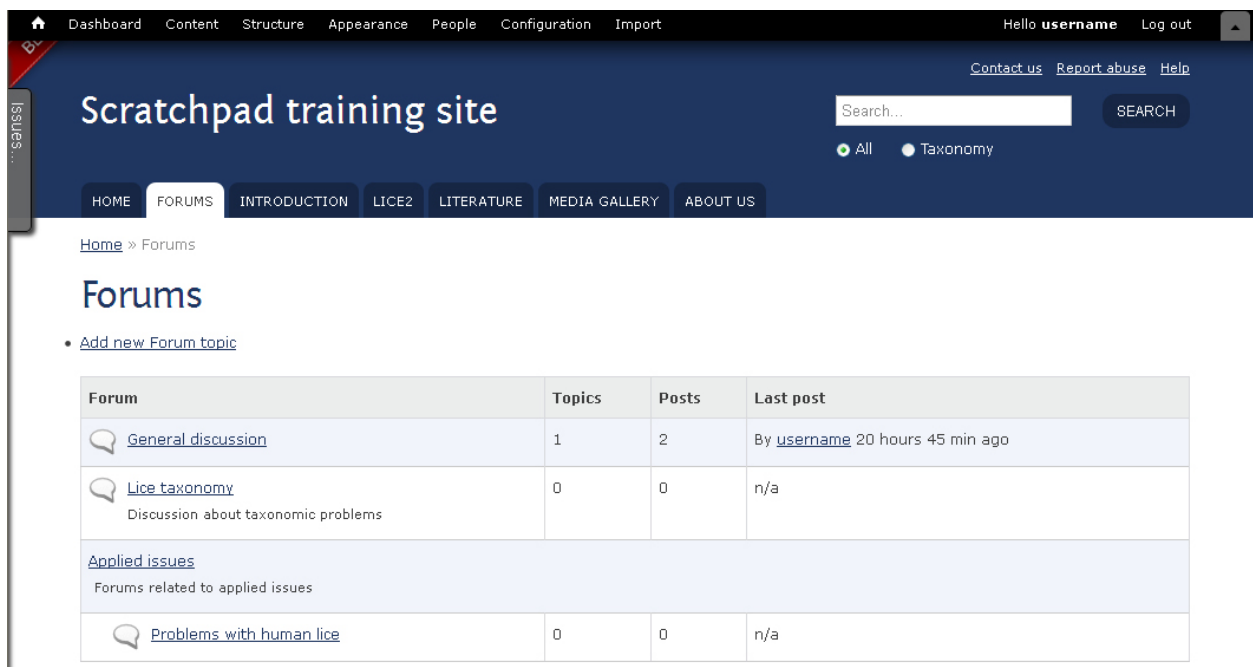 Dashboard Content Structure Appearance People Configuration Import Hello username Log out
Contact us Report abuse Help
Issues...
Scratchpad training site
Search... SEARCH
All Taxonomy
HOME FORUMS INTRODUCTION LICE2 LITERATURE MEDIA GALLERY ABOUT US
Home » Forums
Forums
• Add new Forum topic
Forum Topics Posts Last post
General discussion 1 2 By username 20 hours 45 min ago
Lice taxonomy 0 0 n/a
Discussion about taxonomic problems
Applied issues
Forums related to applied issues
Problems with human lice 0 0 n/a